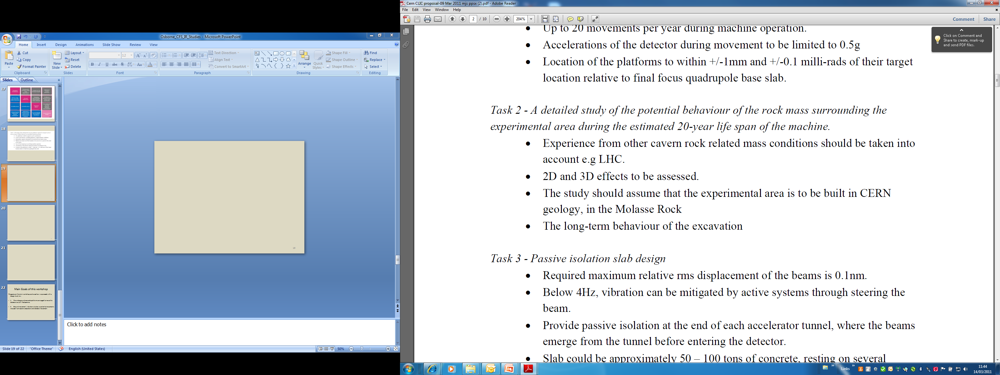 Osborne_CFS_IR_Studies - Microsoft PowerPoint
Home Insert Design Animations Slide Show Review View
Paste
Cut
Copy
Format Painter
Clipboard
New
Slide
Layout
Reset
Delete
Slides
12
Font
Paragraph
Text Direction
Align Text
Convert to SmartArt
Arrange
Quick
Styles
Shape Fill
Shape Outline
Shape Effects
Drawing
Find
Replace
Select
Editing
Slides Outline
17
18
19
20
21
22
Main Goals of this workshop
19
Click to add notes
Slide 19 of 22 "Office Theme" English (United States) 50%
Cern CLIC proposal-09 Mar 2011 mjs ppsx (2).pdf - Adobe Reader
File Edit View Window Help
2 / 10 204% Comment Share
Click on Comment and
Share to create, mark-up
and send PDF files.
• Up to 20 movements per year during machine operation.
• Accelerations of the detector during movement to be limited to 0.5g
• Location of the platforms to within +/-1mm and +/-0.1 milli-rads of their target
location relative to final focus quadrupole base slab.
Task 2 - A detailed study of the potential behaviour of the rock mass surrounding the
experimental area during the estimated 20-year life span of the machine.
• Experience from other cavern rock related mass conditions should be taken into
account e.g LHC.
• 2D and 3D effects to be assessed.
• The study should assume that the experimental area is to be built in CERN
geology, in the Molasse Rock
• The long-term behaviour of the excavation
Task 3 - Passive isolation slab design
• Required maximum relative rms displacement of the beams is 0.1nm.
• Below 4Hz, vibration can be mitigated by active systems through steering the
beam.
• Provide passive isolation at the end of each accelerator tunnel, where the beams
emerge from the tunnel before entering the detector.
• Slab could be approximately 50 – 100 tons of concrete, resting on several
Links
11:44
14/03/2011